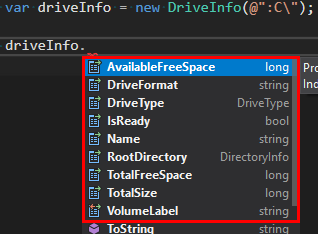 var driveInfo = new DriveInfo(@":C\");
driveInfo.
AvailableFreeSpace long
DriveFormat string
DriveType DriveType
IsReady bool
Name string
RootDirectory DirectoryInfo
TotalFreeSpace long
TotalSize long
VolumeLabel string
ToString string